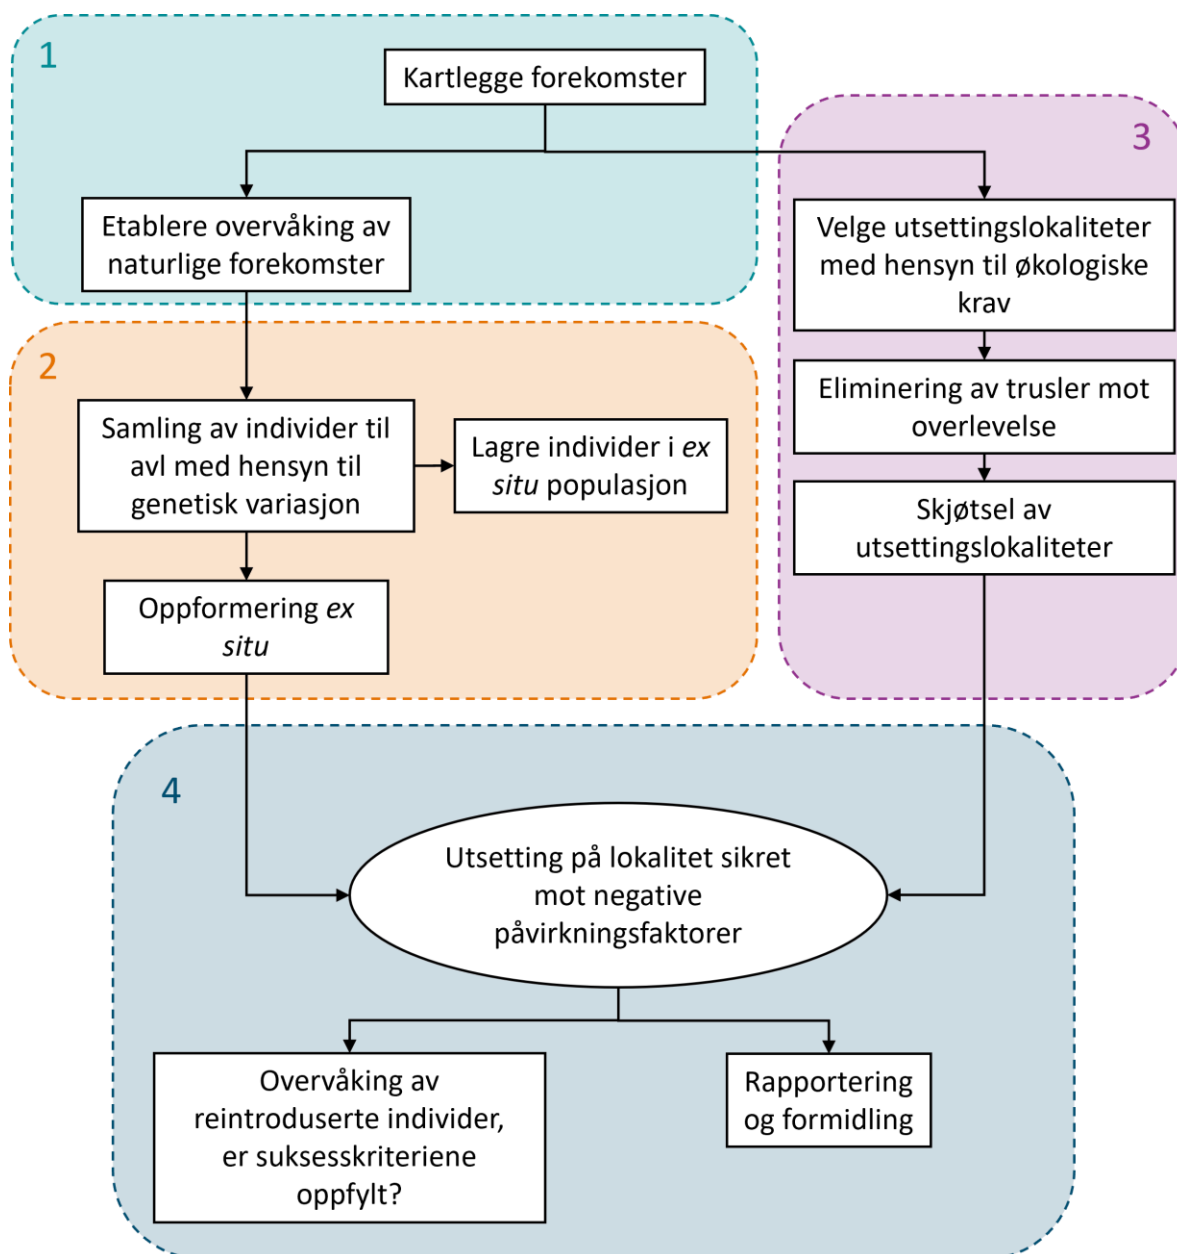 1
Kartlegge forekomster
Etablere overvåking av
naturlige forekomster
2
Samling av individer til
avl med hensyn til
genetisk variasjon
Lagre individer i ex
situ populasjon
Oppformering ex
situ
3
Velge utsettingslokaliteter
med hensyn til økologiske
krav
Eliminering av trusler mot
overlevelse
Skjøtsel av
utsettingslokaliteter
4
Utsetting på lokalitet sikret
mot negative
påvirkningsfaktorer
Overvåking av
reintroduserte individer,
er suksesskriteriene
oppfylt?
Rapportering
og formidling